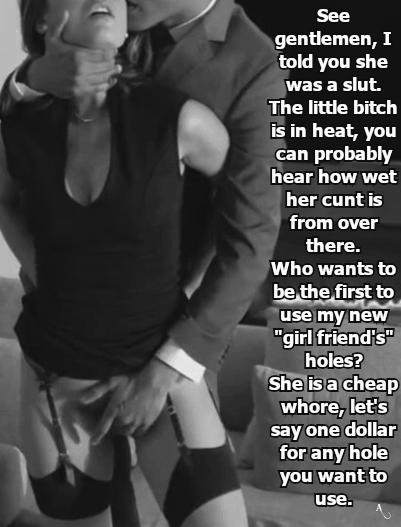 See
gentlemen, I
told you she
was a slut.
The little bitch
is in heat, you
can probably
hear how wet
her cunt is
from over
there.
Who wants to
be the first to
use my new
"girl friend's"
holes?
She is a cheap
whore, let's
say one dollar
for any hole
you want to
use.